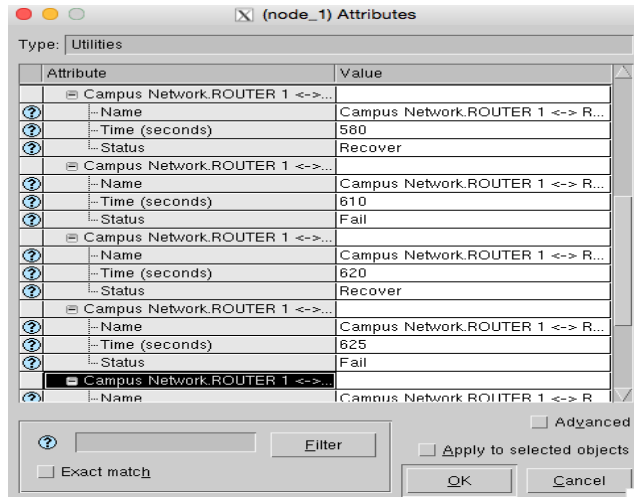 (node_1) Attributes
Type: Utilities
Attribute Value
Campus Network.ROUTER 1 <->...
Name Campus Network.ROUTER 1 <-> R...
Time (seconds) 580
Status Recover
Campus Network.ROUTER 1 <->...
Name Campus Network.ROUTER 1 <-> R...
Time (seconds) 610
Status Fail
Campus Network.ROUTER 1 <->...
Name Campus Network.ROUTER 1 <-> R...
Time (seconds) 620
Status Recover
Campus Network.ROUTER 1 <->...
Name Campus Network.ROUTER 1 <-> R...
Time (seconds) 625
Status Fail
Campus Network.ROUTER 1 <->...
Name Campus Network.ROUTER 1 <-> R...
Advanced
Filter Apply to selected objects
Exact match
OK Cancel